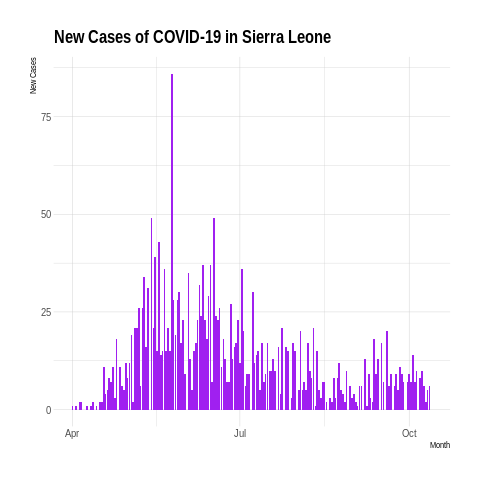 New Cases of COVID-19 in Sierra Leone
New Cases
75
50
25
0
Apr
Jul
Oct
Month